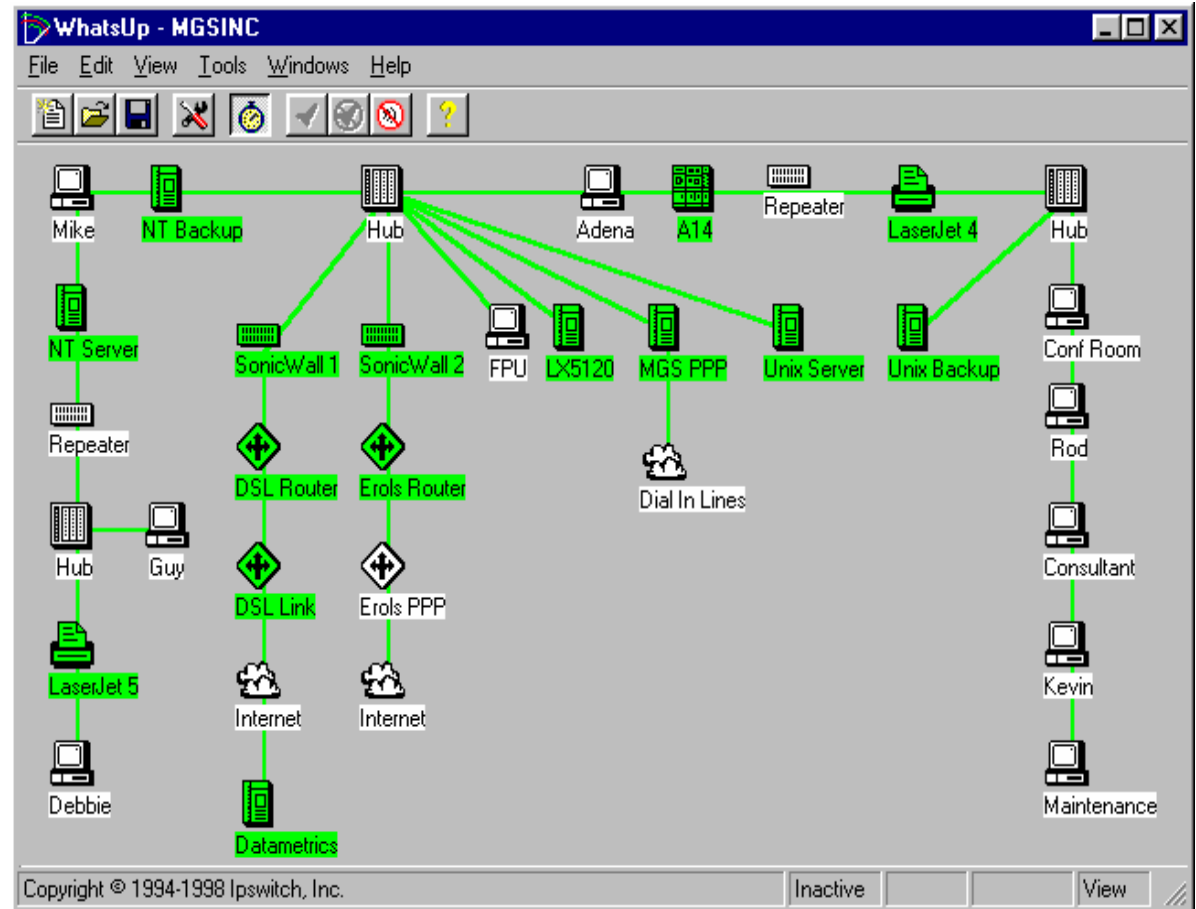 WhatsUp - MGSINC
File Edit View Tools Windows Help
Mike
NT Backup
Hub
Adena
A14
Repeater
LaserJet 4
Hub
NT Server
SonicWall 1
SonicWall 2
FPU
LX5120
MGS PPP
Unix Server
Unix Backup
Conf Room
Repeater
DSL Router
Erols Router
Dial In Lines
Rod
Hub
Guy
DSL Link
Erols PPP
Consultant
LaserJet 5
Internet
Internet
Kevin
Debbie
Datametrics
Maintenance
Copyright © 1994-1998 Ipswitch, Inc.
Inactive
View